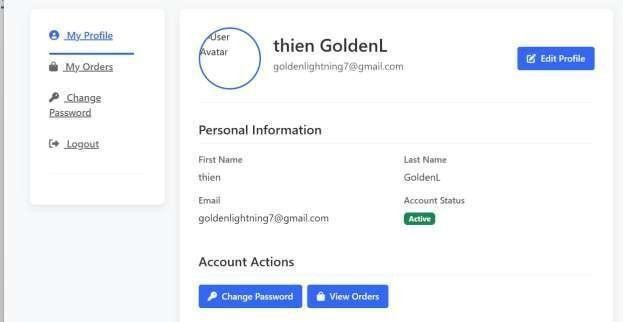 My Profile
My Orders
Change
Password
Logout
User
Avatar
thien GoldenL
goldenlightning7@gmail.com
Edit Profile
Personal Information
First Name
Last Name
thien
GoldenL
Email
Account Status
goldenlightning7@gmail.com
Active
Account Actions
Change Password
View Orders